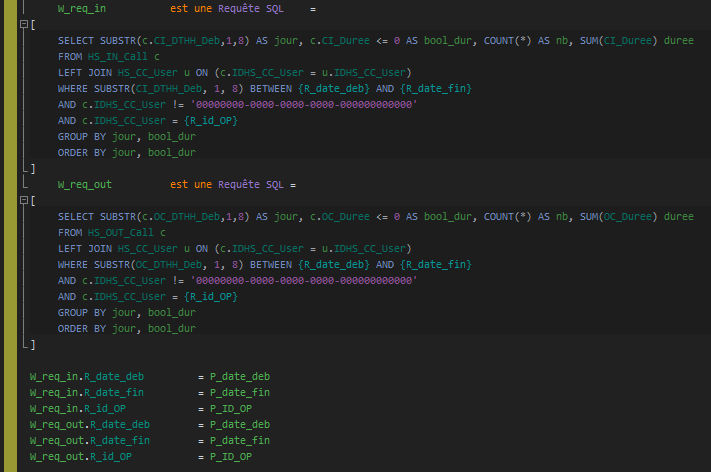 W_req_in est une Requête SQL =
[
SELECT SUBSTR(c.CI_DTHH_Deb,1,8) AS jour, c.CI_Duree <= 0 AS bool_dur, COUNT(*) AS nb, SUM(CI_Duree) duree
FROM HS_IN_Call c
LEFT JOIN HS_CC_User u ON (c.IDHS_CC_User = u.IDHS_CC_User)
WHERE SUBSTR(CI_DTHH_Deb, 1, 8) BETWEEN {R_date_deb} AND {R_date_fin}
AND c.IDHS_CC_User != '00000000-0000-0000-0000-000000000000'
AND c.IDHS_CC_User = {R_id_OP}
GROUP BY jour, bool_dur
ORDER BY jour, bool_dur
]
W_req_out est une Requête SQL =
[
SELECT SUBSTR(c.OC_DTHH_Deb,1,8) AS jour, c.OC_Duree <= 0 AS bool_dur, COUNT(*) AS nb, SUM(OC_Duree) duree
FROM HS_OUT_Call c
LEFT JOIN HS_CC_User u ON (c.IDHS_CC_User = u.IDHS_CC_User)
WHERE SUBSTR(OC_DTHH_Deb, 1, 8) BETWEEN {R_date_deb} AND {R_date_fin}
AND c.IDHS_CC_User != '00000000-0000-0000-0000-000000000000'
AND c.IDHS_CC_User = {R_id_OP}
GROUP BY jour, bool_dur
ORDER BY jour, bool_dur
]
W_req_in.R_date_deb = P_date_deb
W_req_in.R_date_fin = P_date_fin
W_req_in.R_id_OP = P_ID_OP
W_req_out.R_date_deb = P_date_deb
W_req_out.R_date_fin = P_date_fin
W_req_out.R_id_OP = P_ID_OP